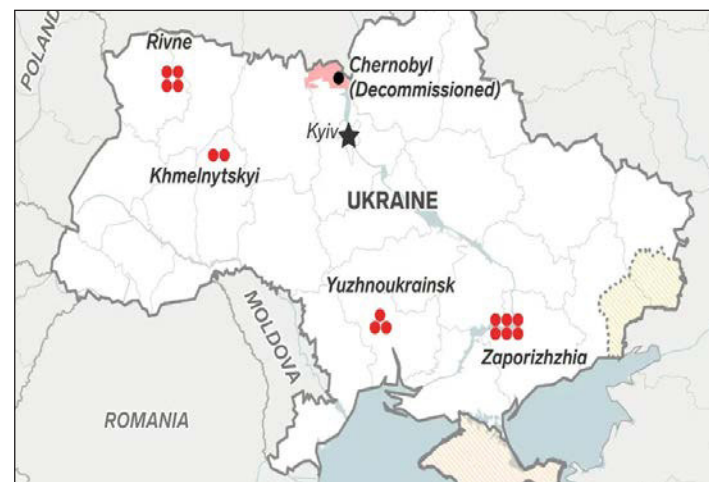 POLAND
Rivne
Chernobyl
(Decommissioned)
Kyiv
Khmelnytskyi
UKRAINE
Yuzhnoukrainsk
MOLDOVA
Zaporizhzhia
ROMANIA